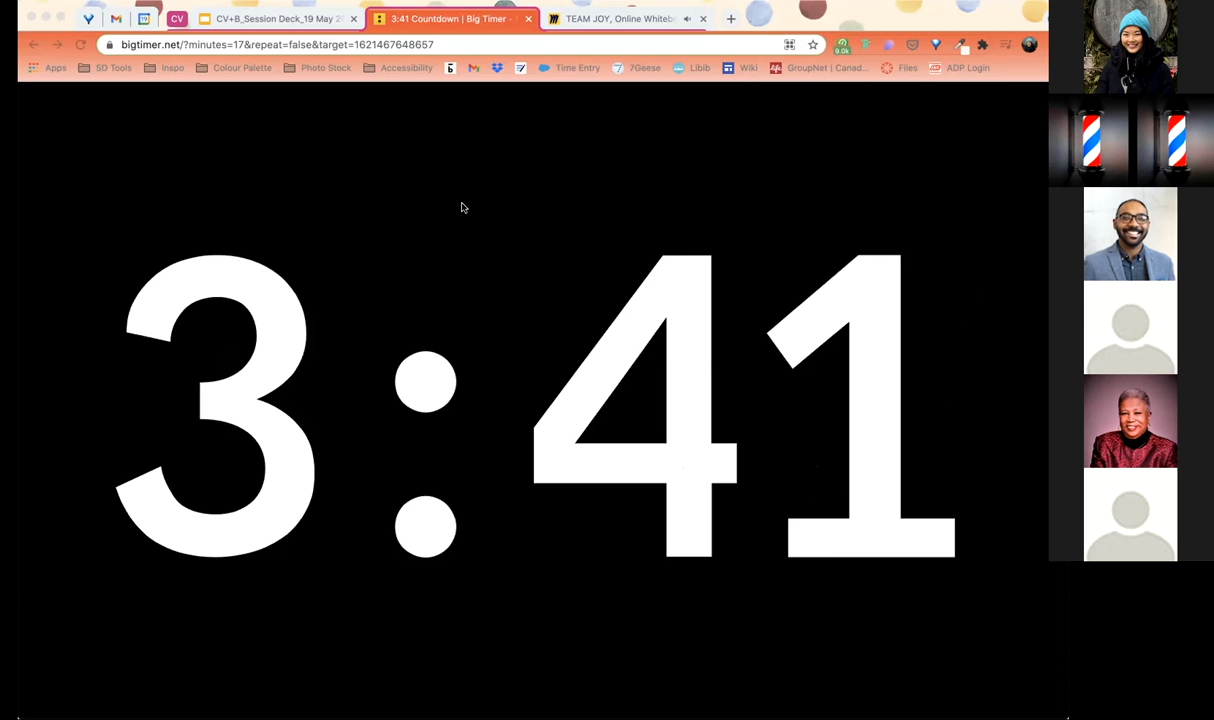 CV
CV+B_Session Deck_19 May 2
3:41 Countdown | Big Timer -
TEAM JOY, Online Whiteb
bigtimer.net/?minutes=17&repeat=false&target=1621467648657
9.0k
Apps
SD Tools
Inspo
Colour Palette
Photo Stock
Accessibility
Time Entry
7Geese
Libib
Wiki
GroupNet | Canad...
Files
ADP Login
3:41